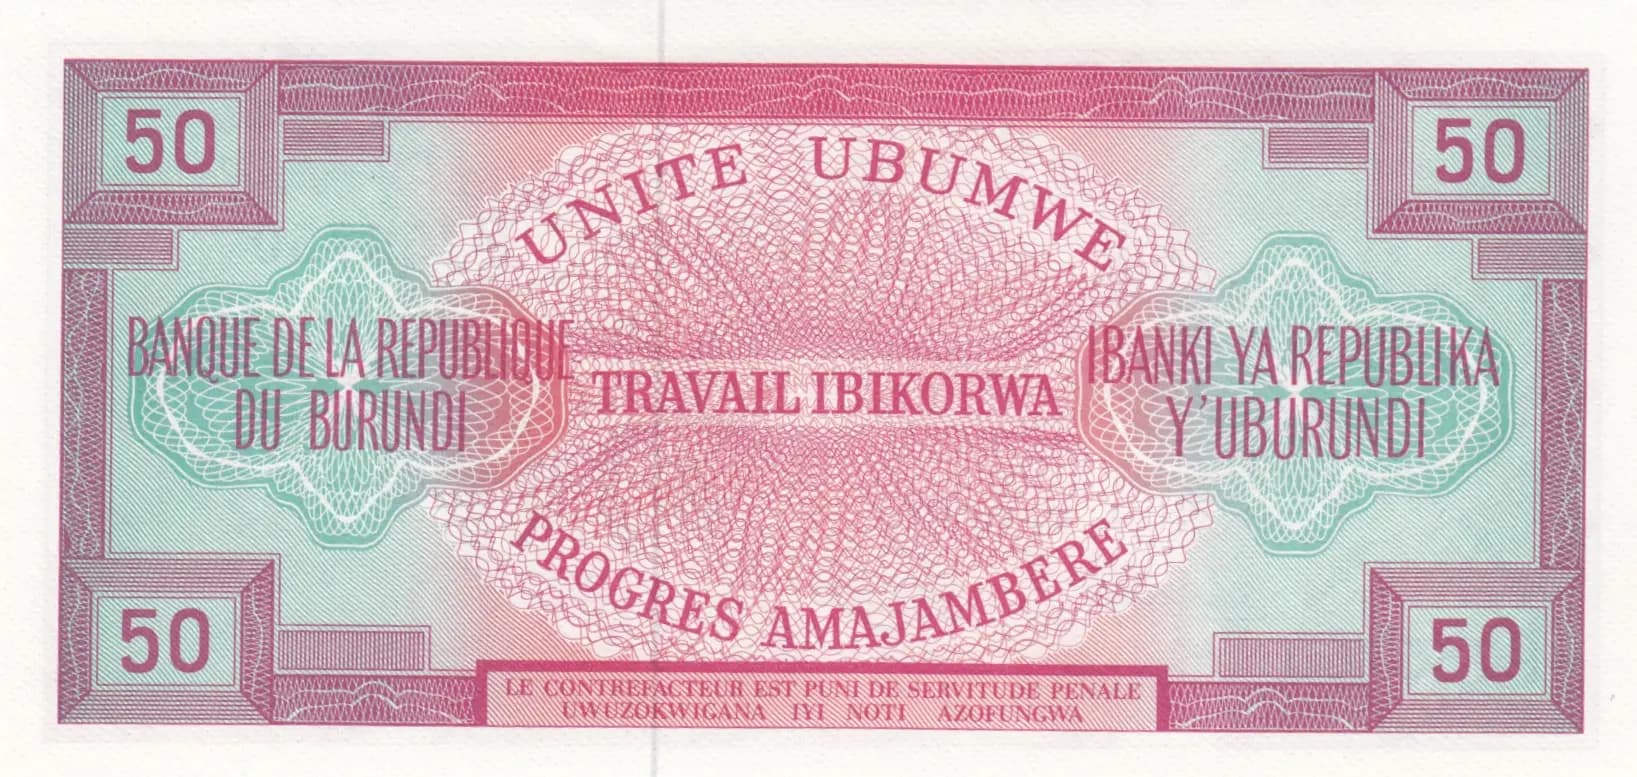 50
50
UNITE UBUMWE
BANQUE DE LA REPUBLIQUE
DU BURUNDI
TRAVAIL IBIKORWA
IBANKI YA REPUBLIKA
Y'UBURUNDI
PROGRES AMAJAMBERE
50
50
LE CONTREFACTEUR EST PUNI DE SERVITUDE PENALE
UWUZOKWIGANA IYI NOTI AZOFUNGWA